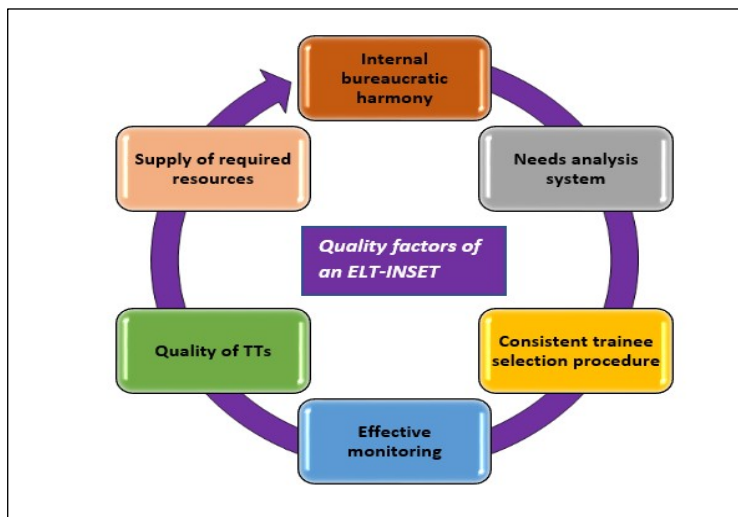 Internal
bureaucratic
harmony
Needs analysis
system
Consistent trainee
selection procedure
Effective
monitoring
Quality of TTs
Supply of required
resources
Quality factors of
an ELT-INSET